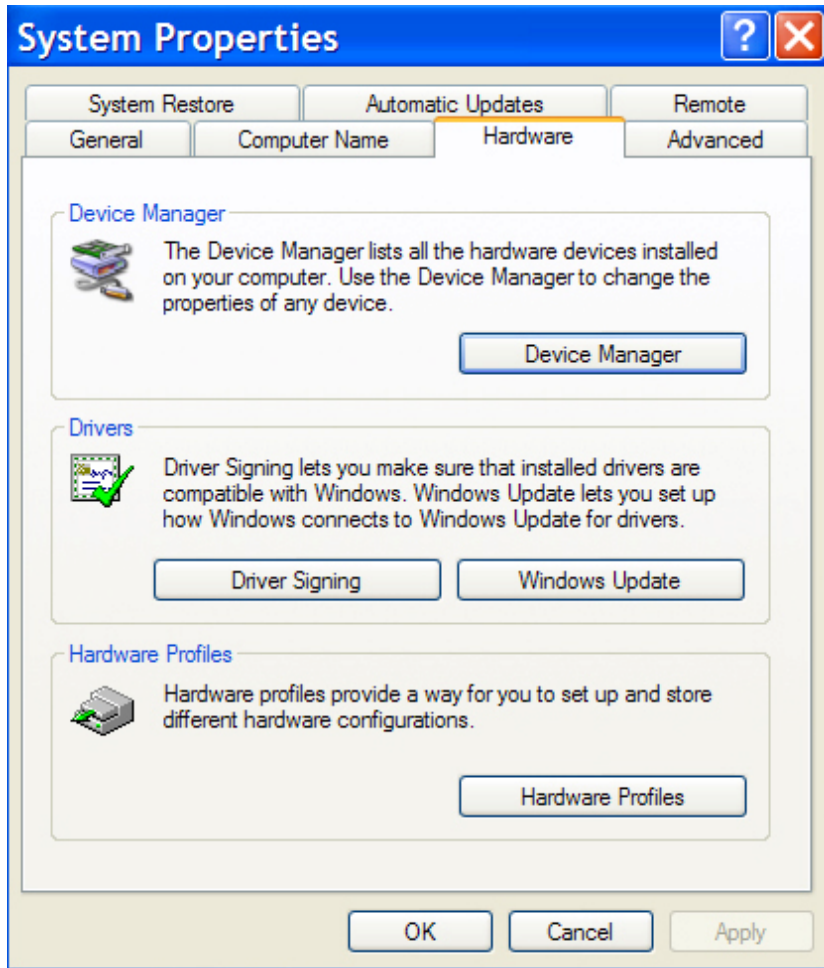 System Properties
System Restore Automatic Updates Remote
General Computer Name Hardware Advanced
Device Manager
The Device Manager lists all the hardware devices installed
on your computer. Use the Device Manager to change the
properties of any device.
Device Manager
Drivers
Driver Signing lets you make sure that installed drivers are
compatible with Windows. Windows Update lets you set up
how Windows connects to Windows Update for drivers.
Driver Signing Windows Update
Hardware Profiles
Hardware profiles provide a way for you to set up and store
different hardware configurations.
Hardware Profiles
OK Cancel Apply